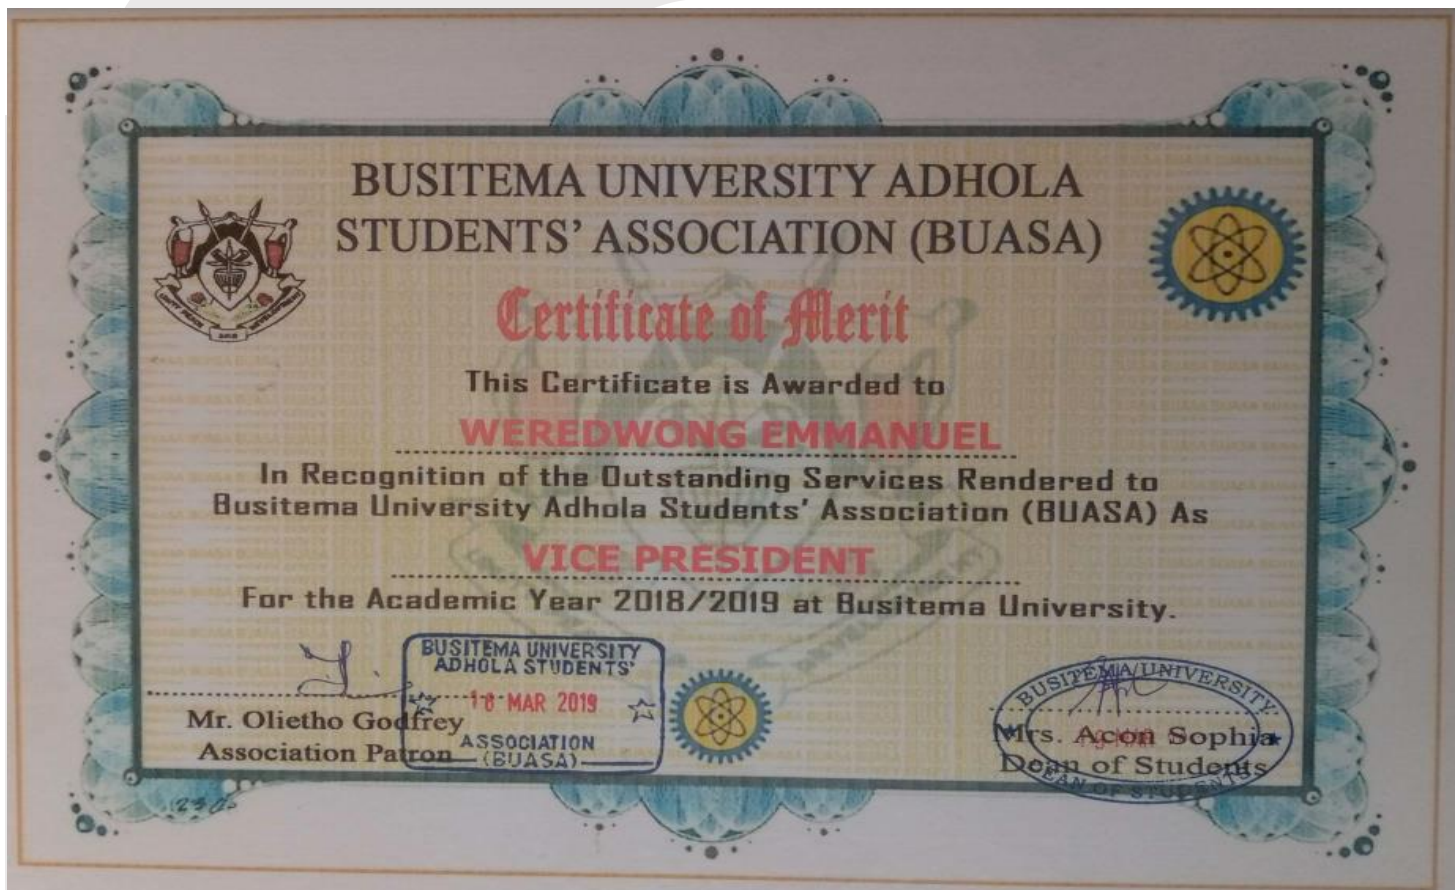 BUSITEMA UNIVERSITY ADHOLA
STUDENTS' ASSOCIATION (BUASA)
Certificate of Merit
This Certificate is Awarded to
WEREDWONG EMMANUEL
In Recognition of the Outstanding Services Rendered to
Busitema University Adhola Students' Association (BUASA) As
VICE PRESIDENT
For the Academic Year 2018/2019 at Busitema University.
BUSITEMA UNIVERSITY
ADHOLA STUDENTS'
MAR 2019
ASSOCIATION
(BUASA)
Mr. Olietho Godfrey
Association Patron
BUSITEMA UNIVERSITY
Mrs. Acon Sophia
Dean of Students
DEAN OF STUDENTS